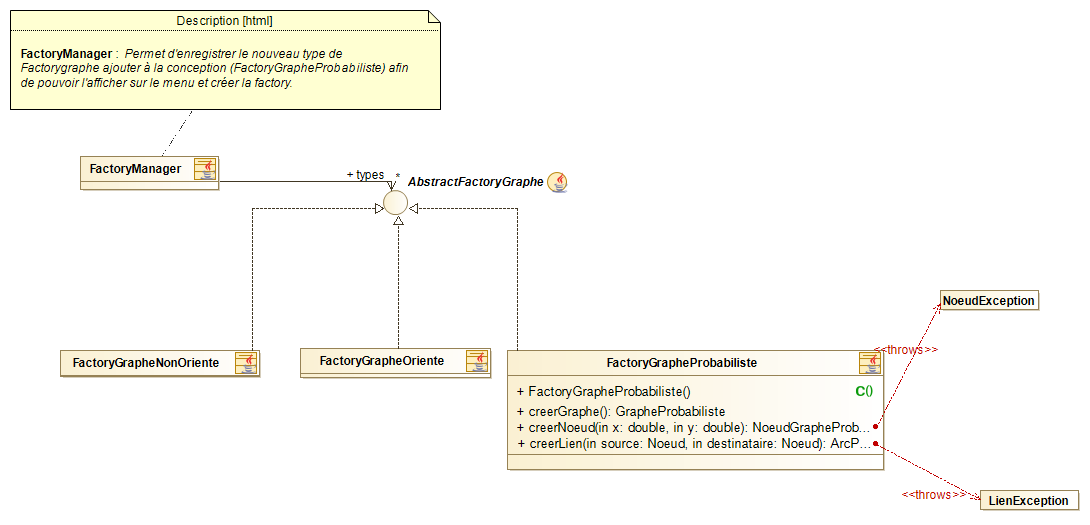 Description [html]
FactoryManager : Permet d'enregistrer le nouveau type de
Factorygraphe ajouter à la conception (FactoryGrapheProbabiliste) afin
de pouvoir l'afficher sur le menu et créer la factory.
FactoryManager
+ types
*
AbstractFactoryGraphe
NoeudException
<<throws>>
FactoryGrapheNonOriente
FactoryGrapheOriente
FactoryGrapheProbabiliste
+ FactoryGrapheProbabiliste() C()
+ creerGraphe(): GrapheProbabiliste
+ creerNoeud(in x: double, in y: double): NoeudGrapheProb...
+ creerLien(in source: Noeud, in destinataire: Noeud): ArcP...
<<throws>>
LienException